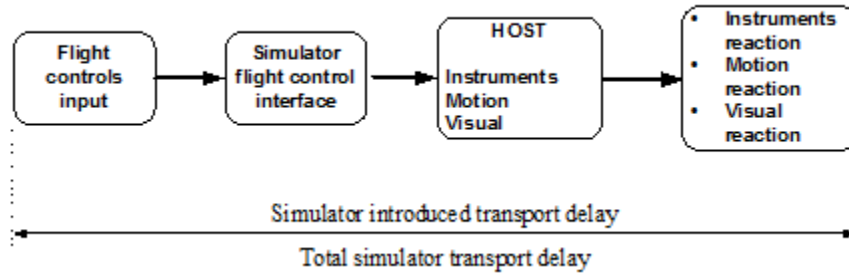 Flight
controls
input
Simulator
flight control
interface
HOST
Instruments
Motion
Visual
• Instruments
reaction
• Motion
reaction
• Visual
reaction
Simulator introduced transport delay
Total simulator transport delay